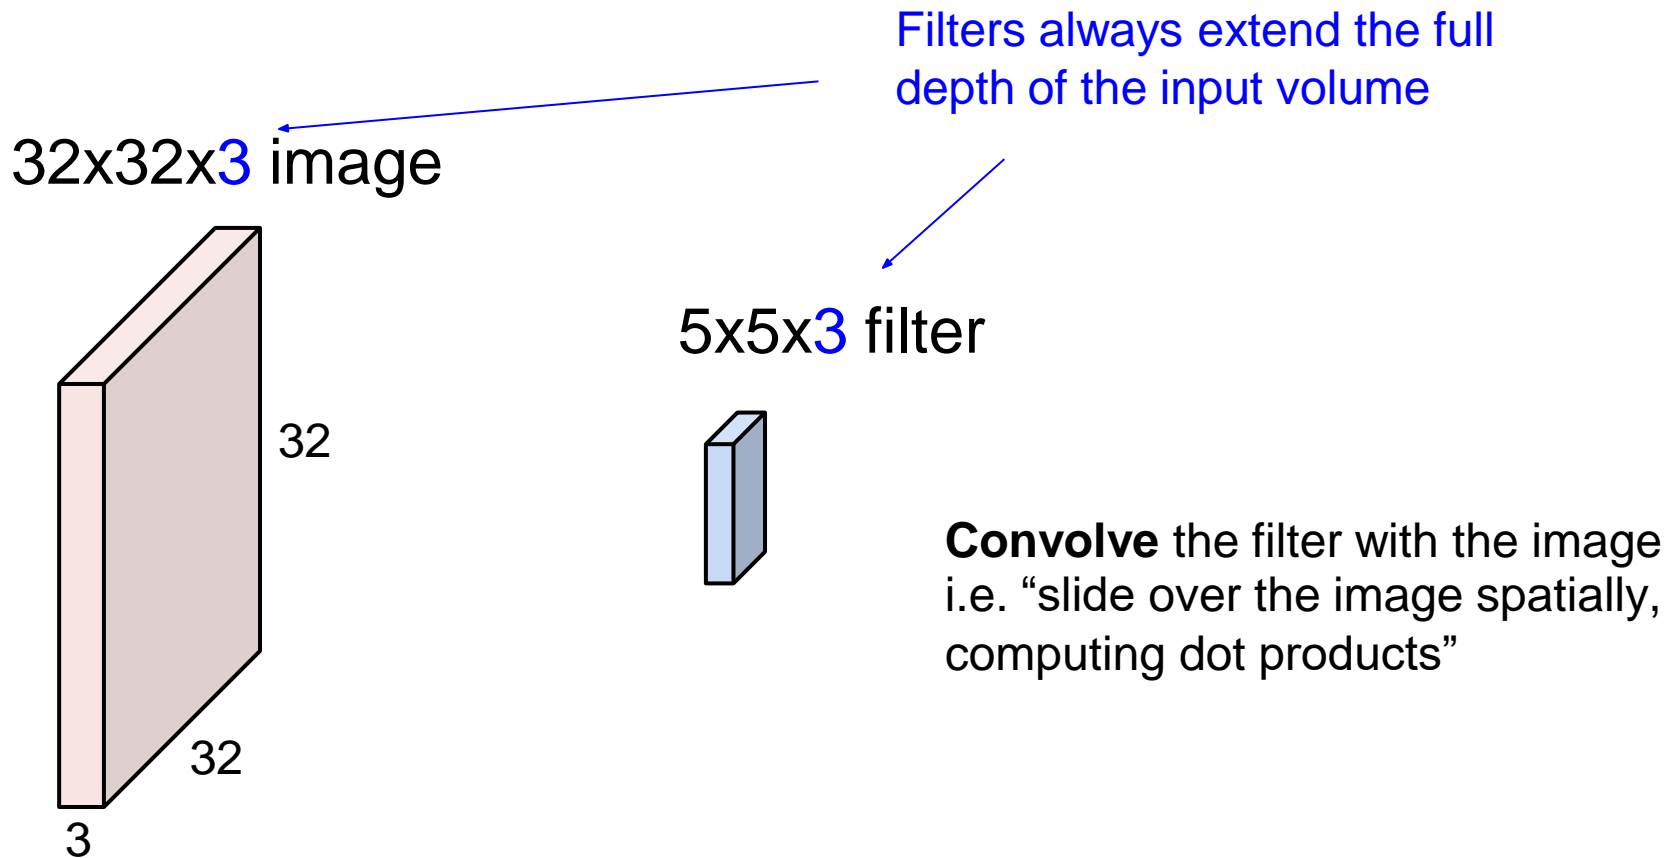 Filters always extend the full
depth of the input volume
32x32x3 image
5x5x3 filter
32
32
3
Convolve the filter with the image
i.e. “slide over the image spatially,
computing dot products”